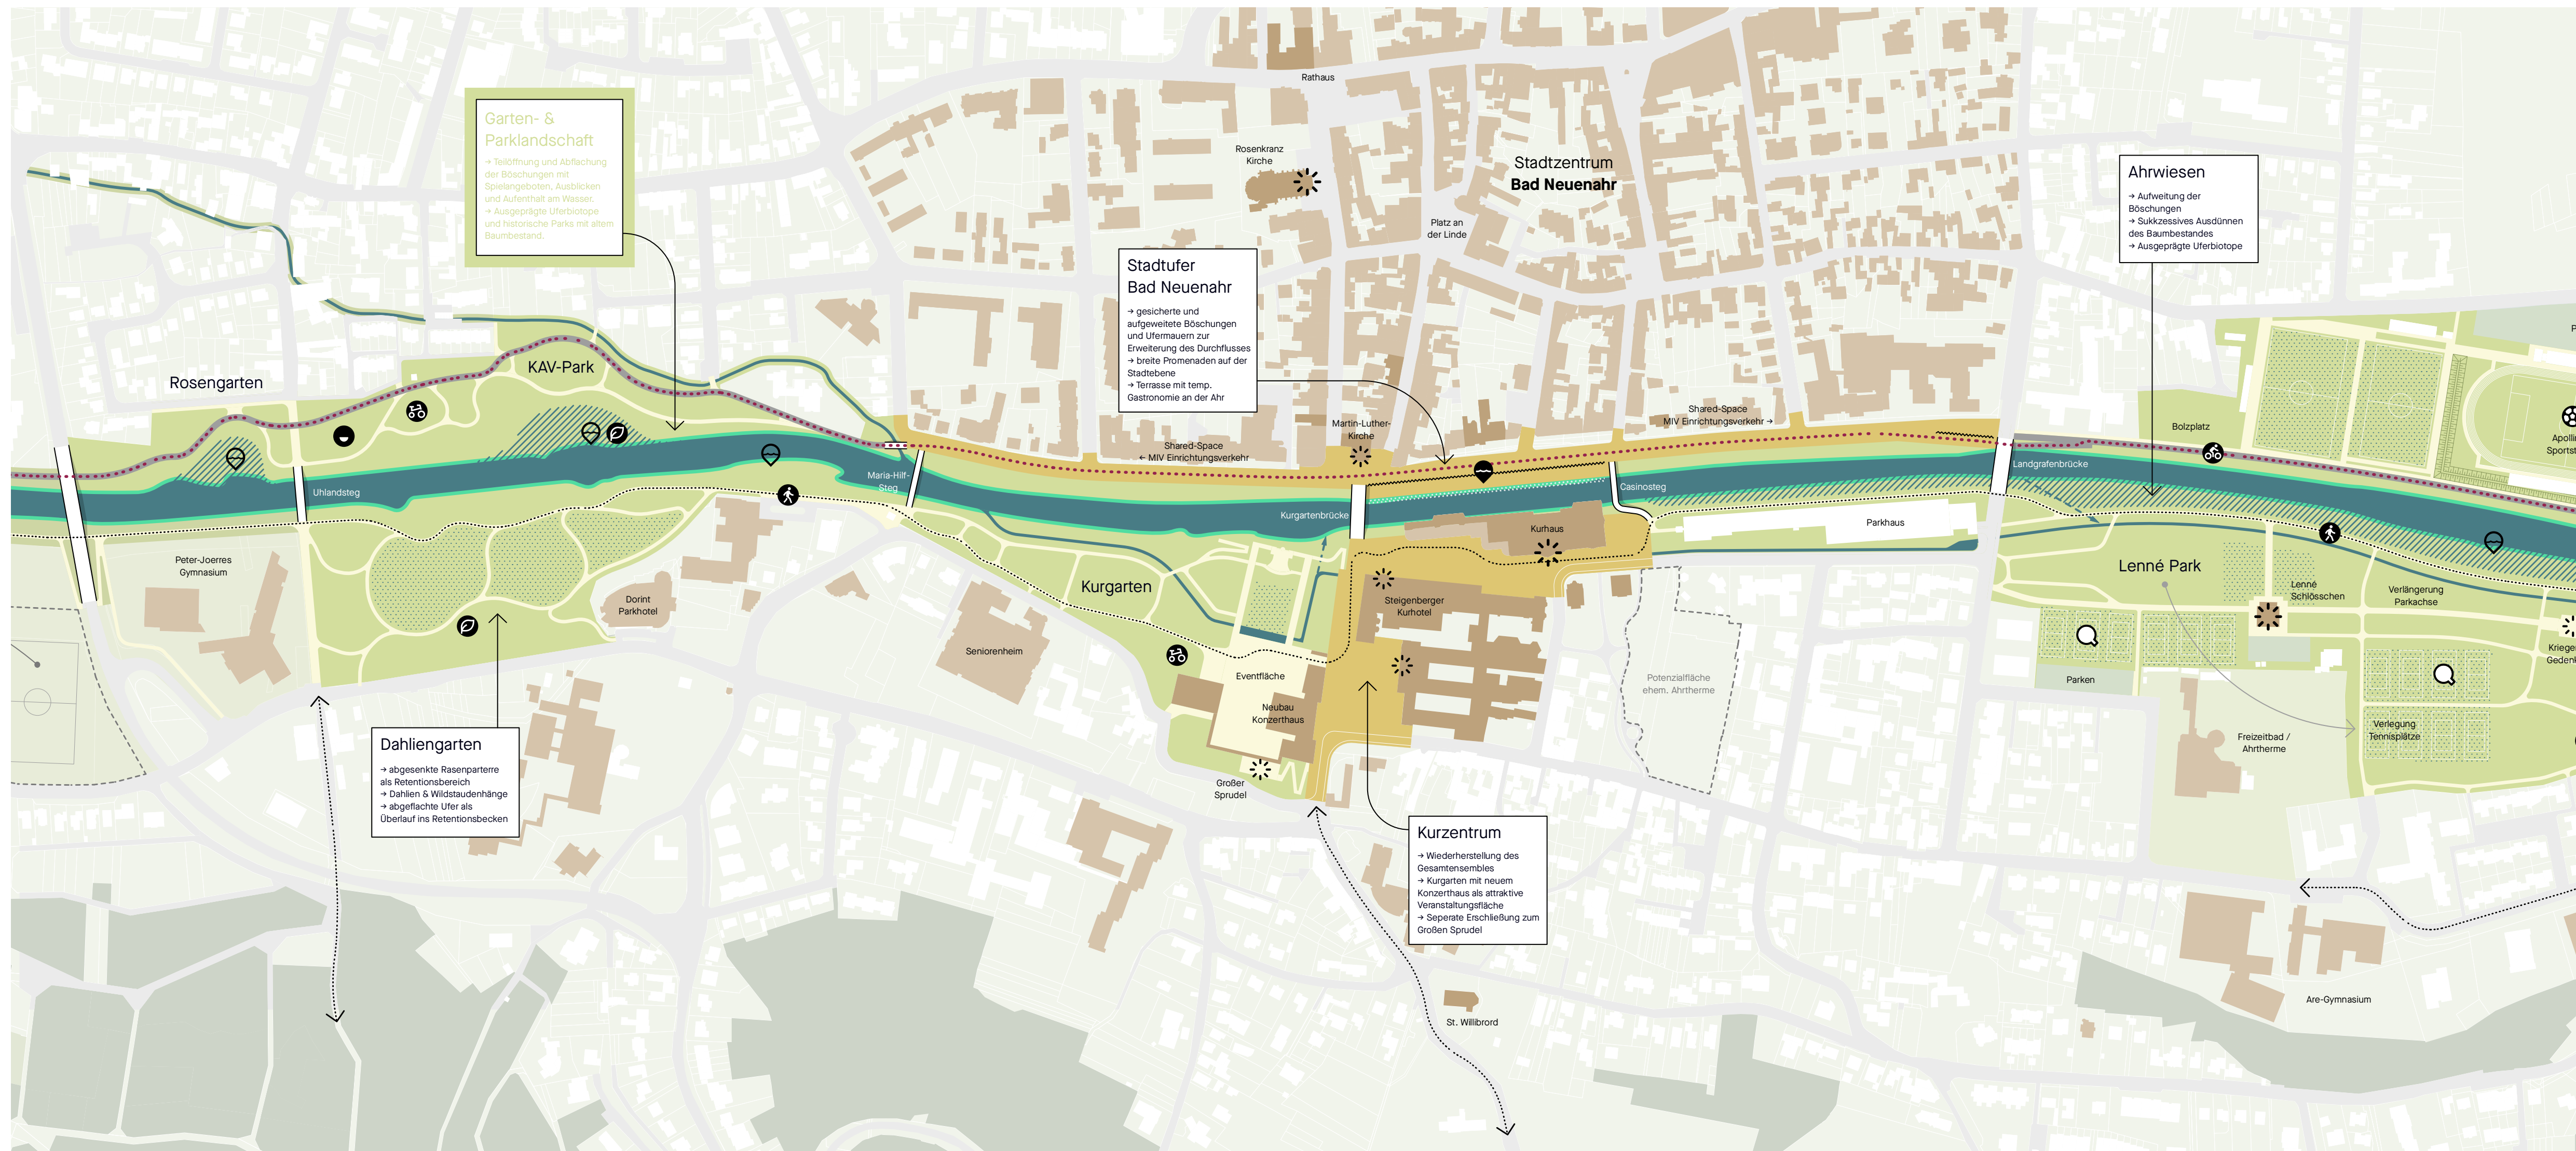 Rathaus
Garten- &
Parklandschaft
→ Teilöffnung und Abflachung
der Böschungen mit
Spielangeboten, Ausblicken
und Aufenthalt am Wasser.
→ Ausgeprägte Uferbiotope
und historische Parks mit altem
Baumbestand.
Rosenkranz
Kirche
Stadtzentrum
Bad Neuenahr
Platz an
der Linde
Ahrwiesen
→ Aufweitung der
Böschungen
→ Sukkzessives Ausdünnen
des Baumbestandes
→ Ausgeprägte Uferbiotope
Stadtufer
Bad Neuenahr
→ gesicherte und
aufgeweitete Böschungen
und Ufermauern zur
Erweiterung des Durchflusses
→ breite Promenaden auf der
Stadtebene
→ Terrasse mit temp.
Gastronomie an der Ahr
Rosengarten
KAV-Park
Shared-Space
← MIV Einrichtungsverkehr
Martin-Luther-
Kirche
Shared-Space
MIV Einrichtungsverkehr →
Bolzplatz
Apollin
Sportst
P
Uhlandsteg
Maria-Hilf-
Steg
Kurgartenbrücke
Casinosteg
Landgrafenbrücke
Kurhaus
Parkhaus
Peter-Joerres
Gymnasium
Dorint
Parkhotel
Kurgarten
Steigenberger
Kurhotel
Lenné Park
Lenné
Schlösschen
Verlängerung
Parkachse
Krieger
Gedenk
Seniorenheim
Eventfläche
Neubau
Konzerthaus
Potenzialfläche
ehem. Ahrtherme
Parken
Freizeitbad /
Ahrtherme
Verlegung
Tennisplätze
Großer
Sprudel
Dahliengarten
→ abgesenkte Rasenparterre
als Retentionsbereich
→ Dahlien & Wildstaudenhänge
→ abgeflachte Ufer als
Überlauf ins Retentionsbecken
Kurzentrum
→ Wiederherstellung des
Gesamtensembles
→ Kurgarten mit neuem
Konzerthaus als attraktive
Veranstaltungsfläche
→ Seperate Erschließung zum
Großen Sprudel
St. Willibrord
Are-Gymnasium